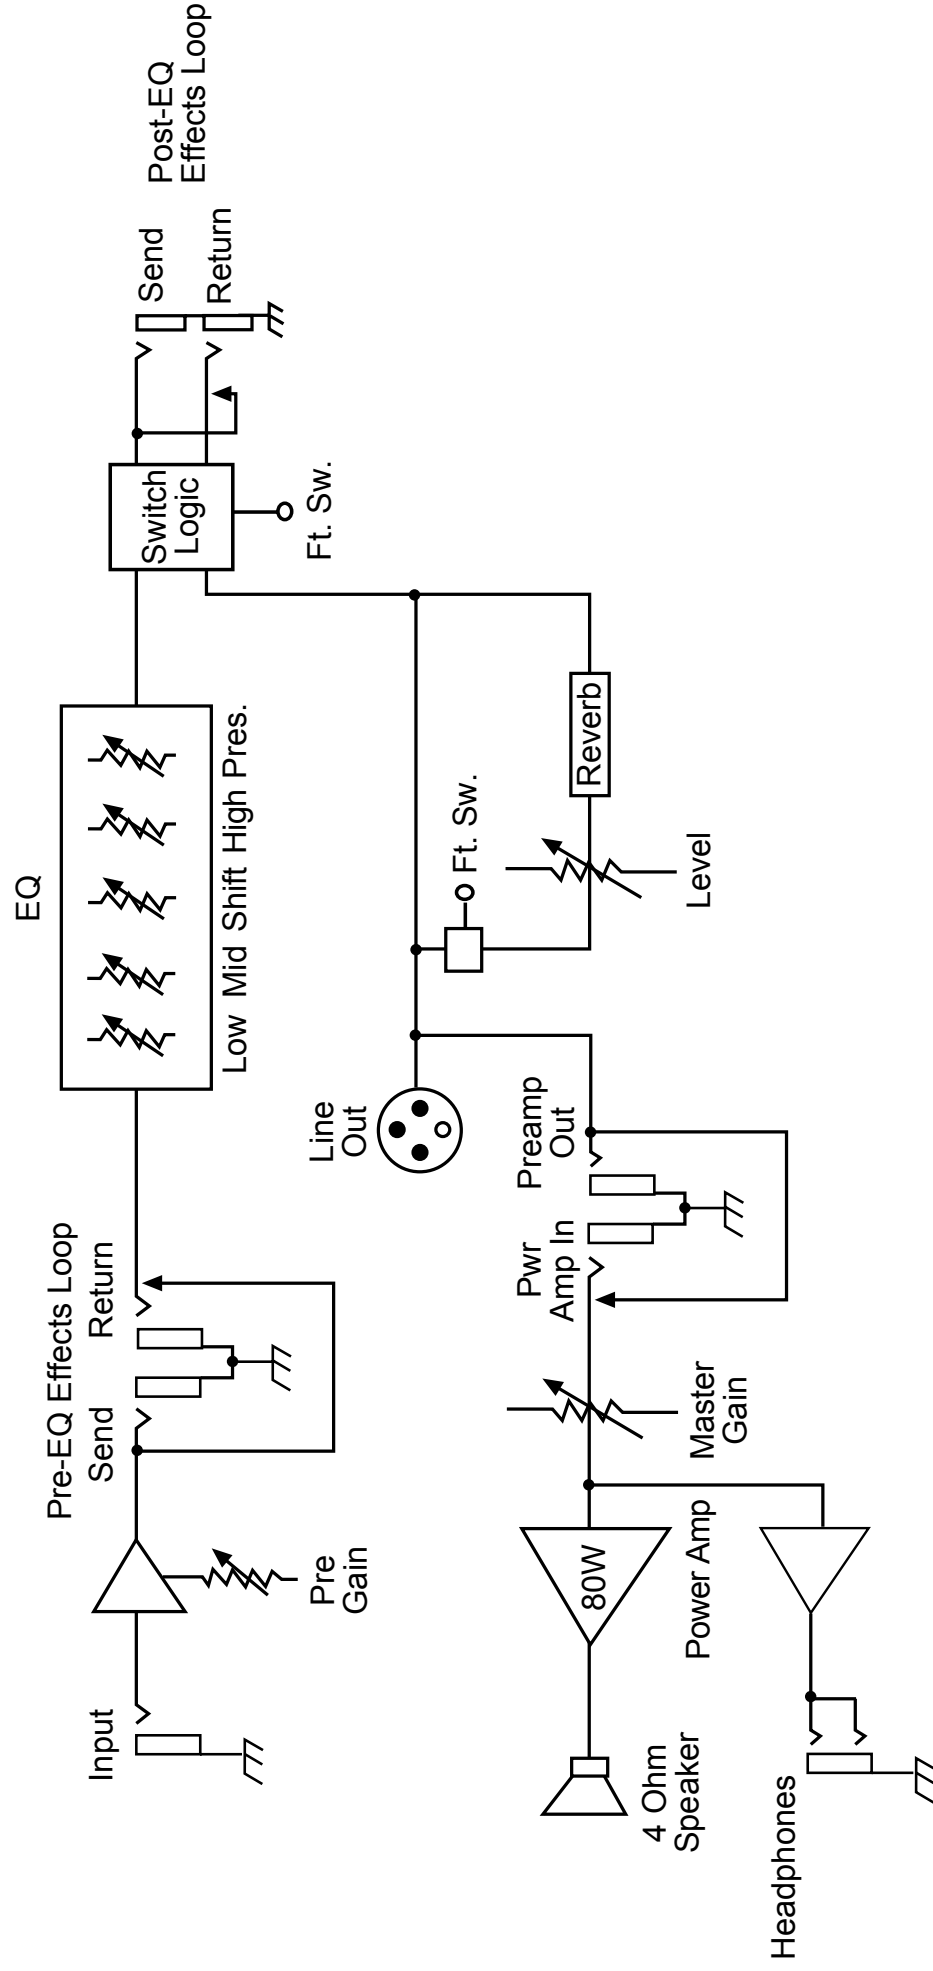 EQ
Pre-EQ Effects Loop
Input
Send
Return
Pre
Gain
Low Mid Shift High Pres.
Switch
Logic
Ft. Sw.
Send
Return
Post-EQ
Effects Loop
Line
Out
Ft. Sw.
Reverb
Level
Preamp
Out
Pwr
Amp In
Master
Gain
80W
Power Amp
4 Ohm
Speaker
Headphones